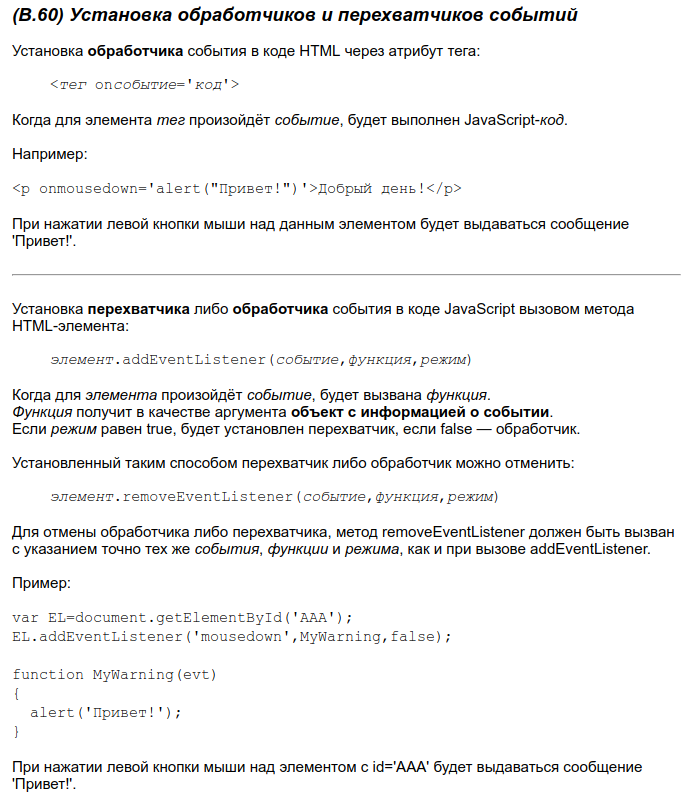 (B.60) Установка обработчиков и перехватчиков событий
Установка обработчика события в коде HTML через атрибут тега:
<тег onсобытие='код'>
Когда для элемента тег произойдёт событие, будет выполнен JavaScript-код.
Например:
<p onmousedown='alert("Привет!")'>Добрый день!</p>
При нажатии левой кнопки мыши над данным элементом будет выдаваться сообщение
'Привет!'.
Установка перехватчика либо обработчика события в коде JavaScript вызовом метода
HTML-элемента:
элемент.addEventListener(событие,функция,режим)
Когда для элемента произойдёт событие, будет вызвана функция.
Функция получит в качестве аргумента объект с информацией о событии.
Если режим равен true, будет установлен перехватчик, если false — обработчик.
Установленный таким способом перехватчик либо обработчик можно отменить:
элемент.removeEventListener(событие,функция,режим)
Для отмены обработчика либо перехватчика, метод removeEventListener должен быть вызван
с указанием точно тех же события, функции и режима, как и при вызове addEventListener.
Пример:
var EL=document.getElementById('AAA');
EL.addEventListener('mousedown',MyWarning,false);
function MyWarning(evt)
{
  alert('Привет!');
}
При нажатии левой кнопки мыши над элементом с id='AAA' будет выдаваться сообщение
'Привет!'.